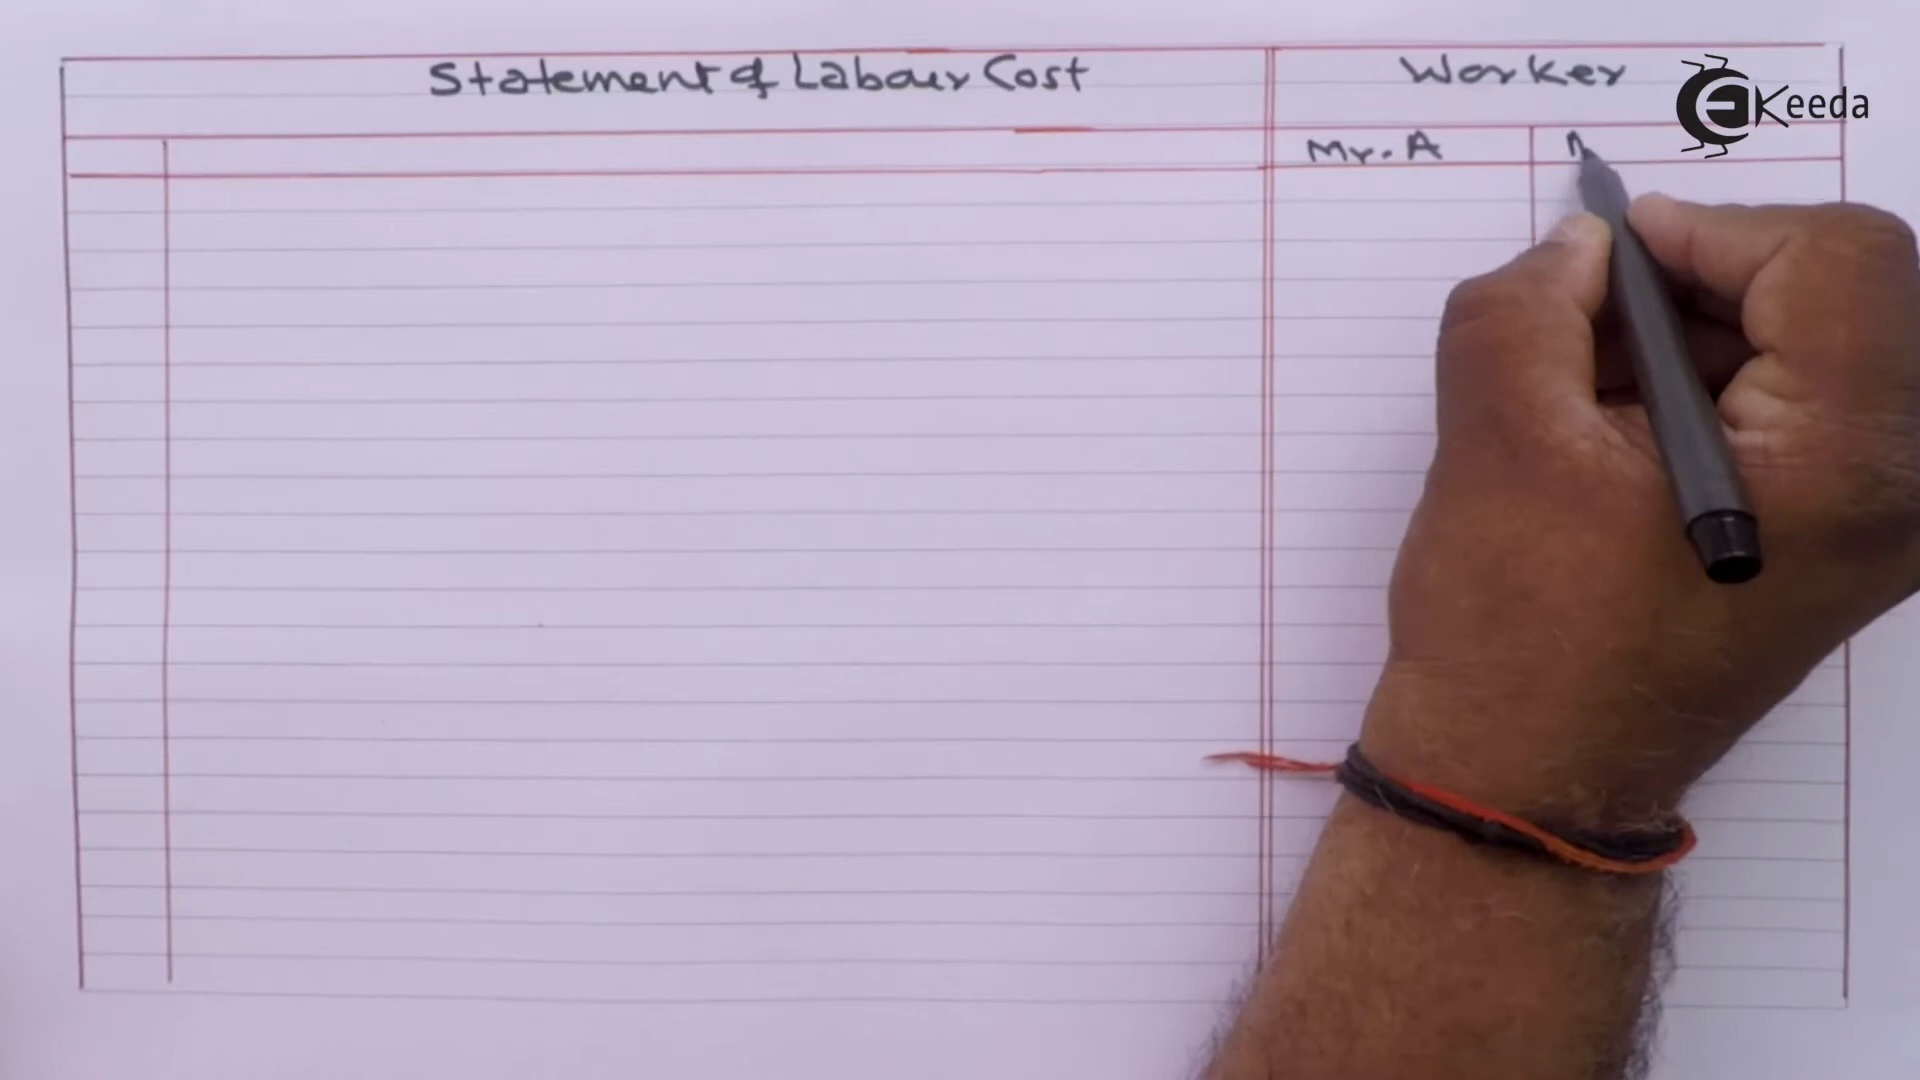 Statement of Labour Cost
Worker
Keeda
Mr. A